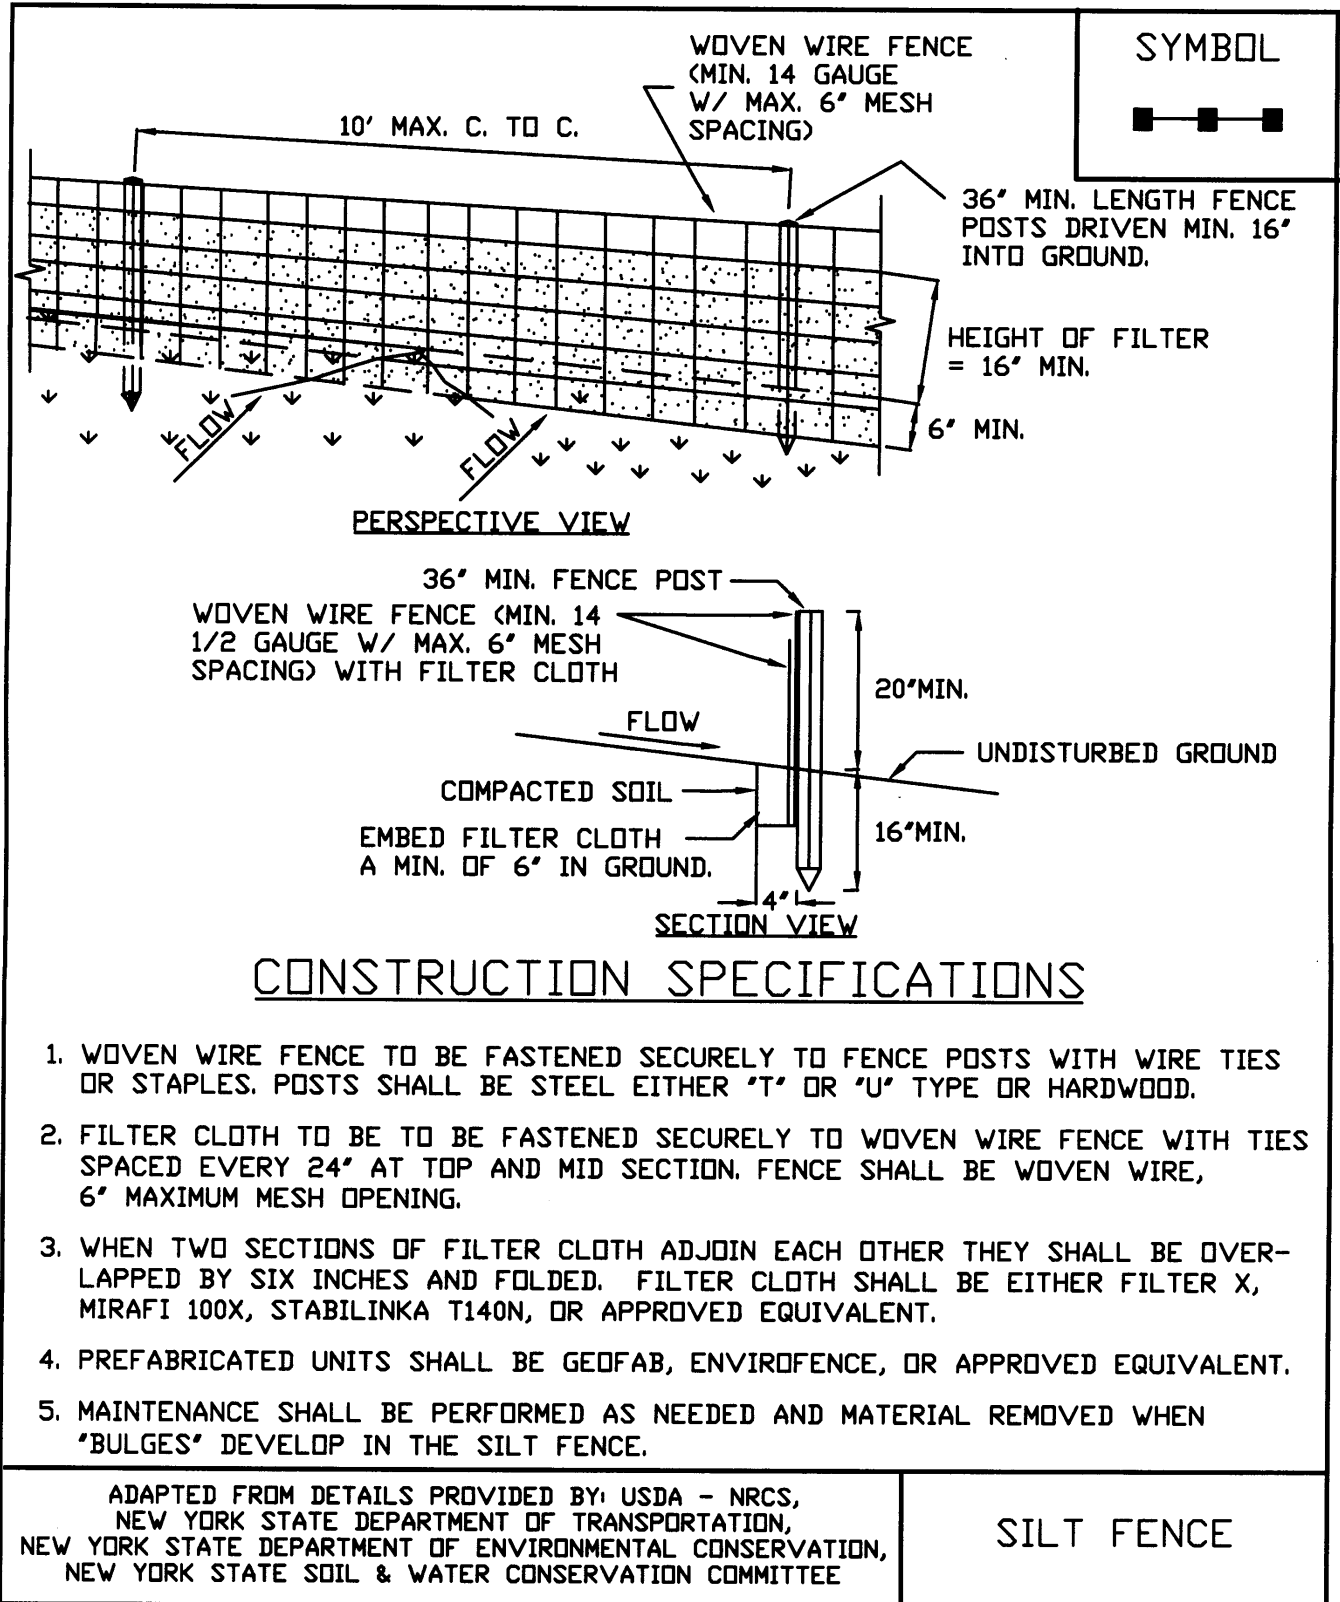 WOVEN WIRE FENCE
(MIN. 14 GAUGE
W/ MAX. 6" MESH
SPACING)
SYMBOL
10' MAX. C. TO C.
36" MIN. LENGTH FENCE
POSTS DRIVEN MIN. 16"
INTO GROUND.
HEIGHT OF FILTER
= 16" MIN.
6" MIN.
FLOW
FLOW
PERSPECTIVE VIEW
36" MIN. FENCE POST
WOVEN WIRE FENCE (MIN. 14
1/2 GAUGE W/ MAX. 6" MESH
SPACING) WITH FILTER CLOTH
20"MIN.
FLOW
UNDISTURBED GROUND
COMPACTED SOIL
EMBED FILTER CLOTH
A MIN. OF 6" IN GROUND.
16"MIN.
4"
SECTION VIEW
CONSTRUCTION SPECIFICATIONS
1. WOVEN WIRE FENCE TO BE FASTENED SECURELY TO FENCE POSTS WITH WIRE TIES
OR STAPLES. POSTS SHALL BE STEEL EITHER "T" OR "U" TYPE OR HARDWOOD.
2. FILTER CLOTH TO BE TO BE FASTENED SECURELY TO WOVEN WIRE FENCE WITH TIES
SPACED EVERY 24" AT TOP AND MID SECTION. FENCE SHALL BE WOVEN WIRE,
6" MAXIMUM MESH OPENING.
3. WHEN TWO SECTIONS OF FILTER CLOTH ADJOIN EACH OTHER THEY SHALL BE OVER-
LAPPED BY SIX INCHES AND FOLDED. FILTER CLOTH SHALL BE EITHER FILTER X,
MIRAFI 100X, STABILINKA T140N, OR APPROVED EQUIVALENT.
4. PREFABRICATED UNITS SHALL BE GEOFAB, ENVIROFENCE, OR APPROVED EQUIVALENT.
5. MAINTENANCE SHALL BE PERFORMED AS NEEDED AND MATERIAL REMOVED WHEN
"BULGES" DEVELOP IN THE SILT FENCE.
ADAPTED FROM DETAILS PROVIDED BY: USDA - NRCS,
NEW YORK STATE DEPARTMENT OF TRANSPORTATION,
NEW YORK STATE DEPARTMENT OF ENVIRONMENTAL CONSERVATION,
NEW YORK STATE SOIL & WATER CONSERVATION COMMITTEE
SILT FENCE